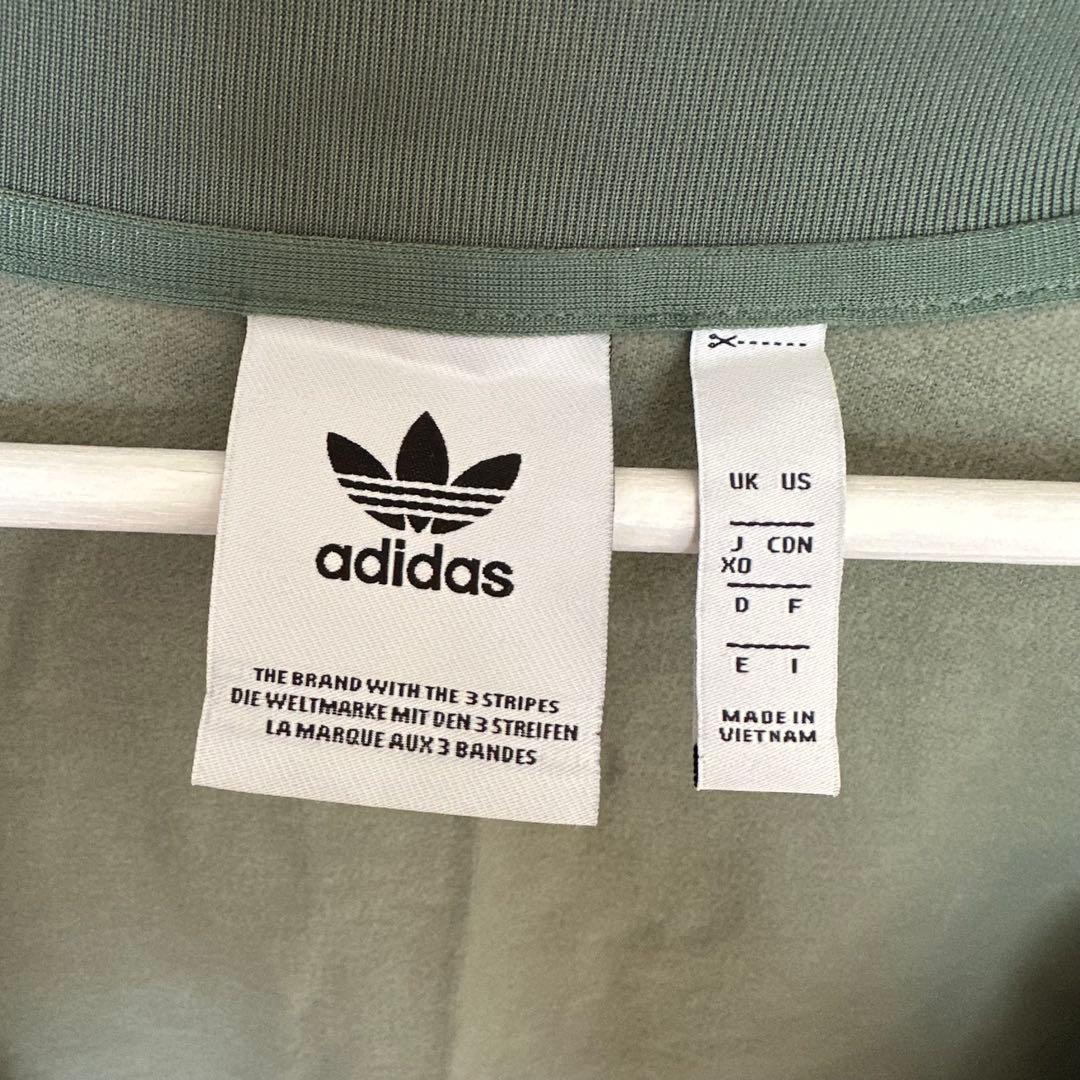 adidas
THE BRAND WITH THE 3 STRIPES
DIE WELTMARKE MIT DEN 3 STREIFEN
LA MARQUE AUX 3 BANDES
UK US
J CDN
XO
D F
E I
MADE IN
VIETNAM